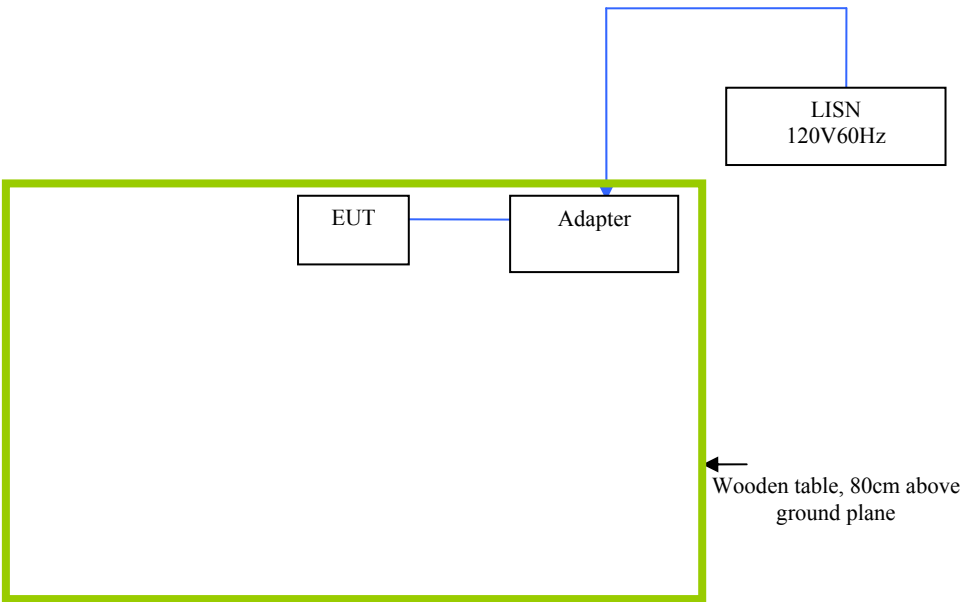 LISN
120V60Hz
EUT
Adapter
Wooden table, 80cm above
ground plane